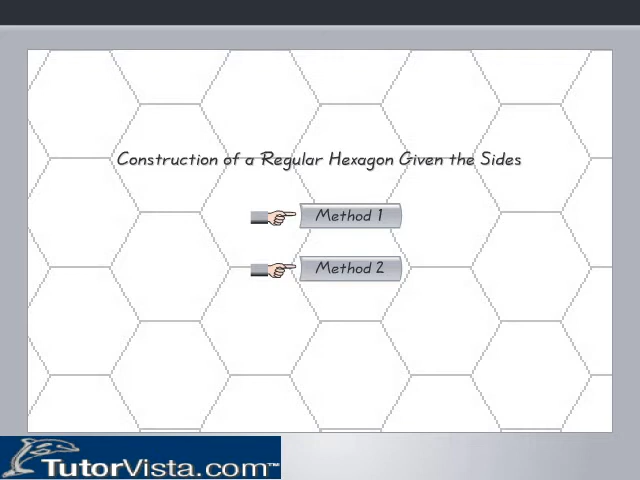 Construction of a Regular Hexagon Given the Sides
Method 1
Method 2
TutorVista.com™